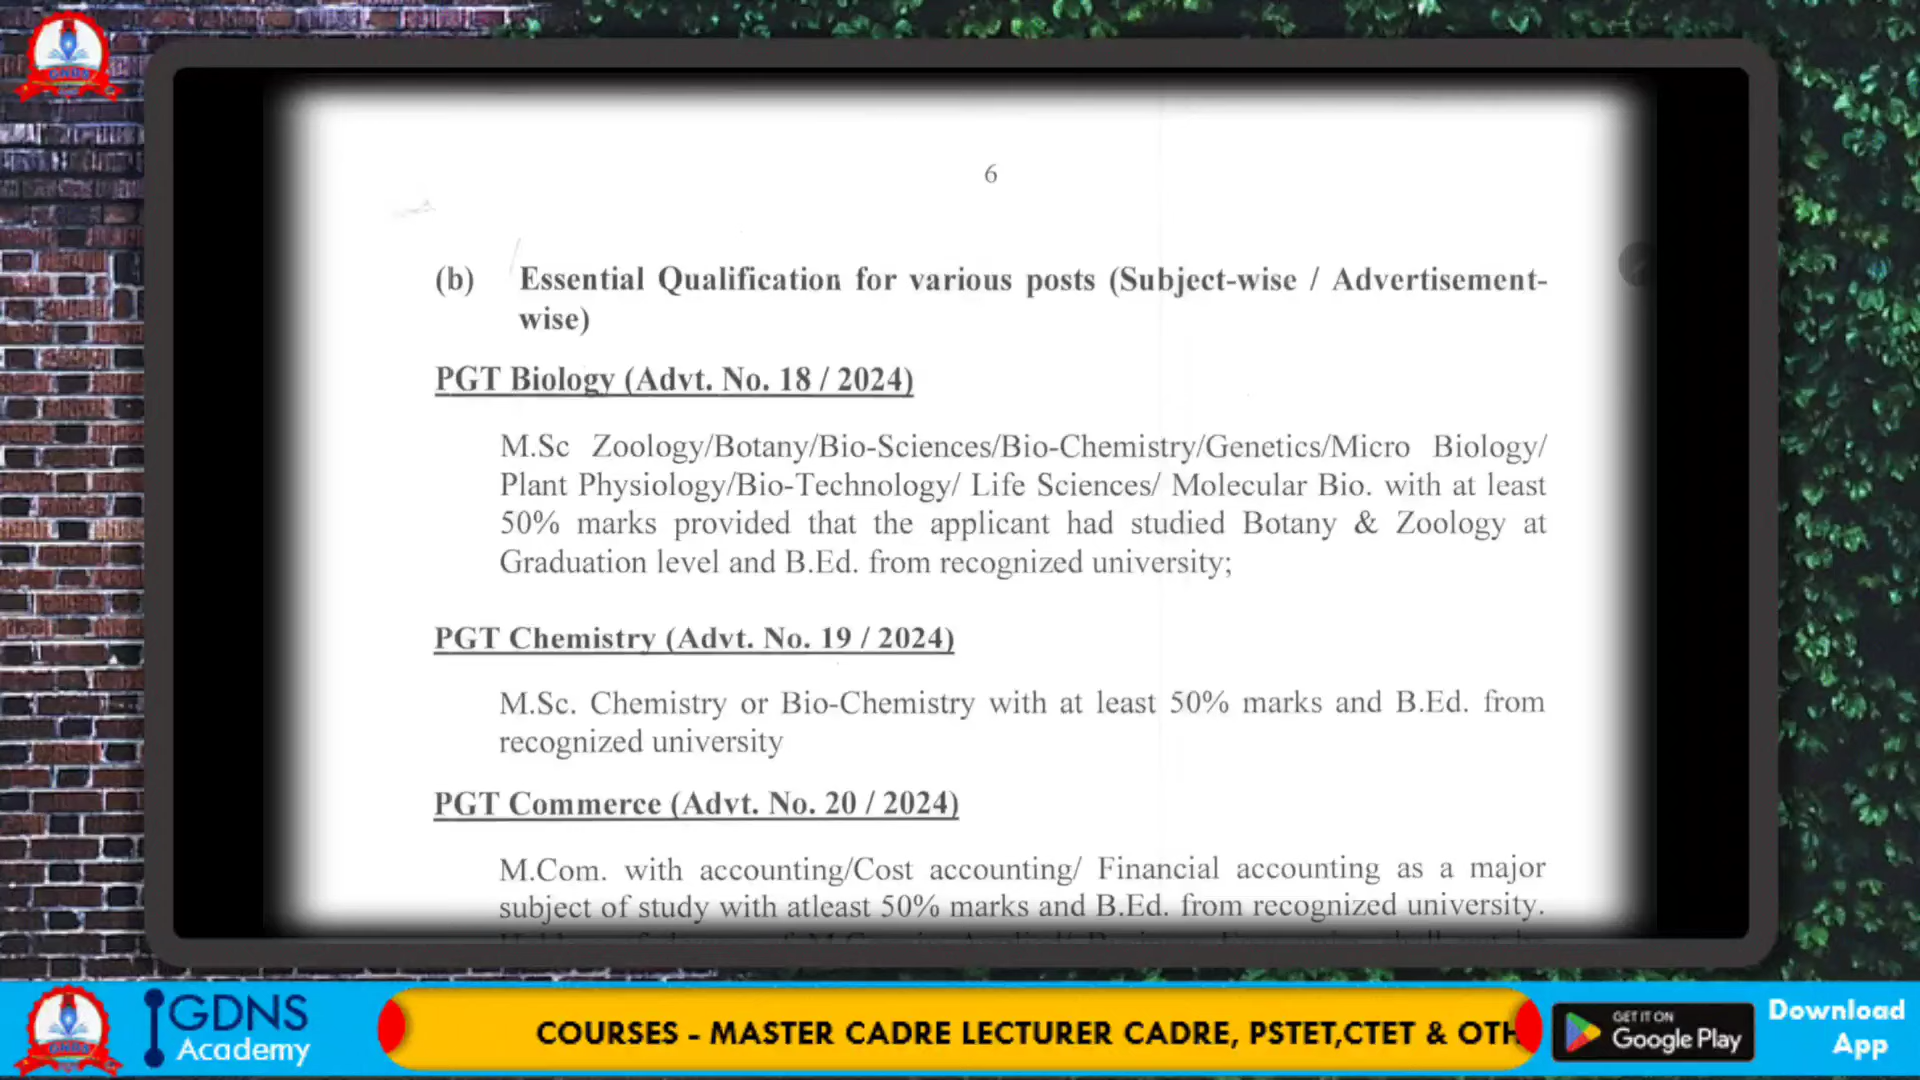 6
(b) Essential Qualification for various posts (Subject-wise / Advertisement-
wise)
PGT Biology (Advt. No. 18 / 2024)
M.Sc Zoology/Botany/Bio-Sciences/Bio-Chemistry/Genetics/Micro Biology/
Plant Physiology/Bio-Technology/ Life Sciences/ Molecular Bio. with at least
50% marks provided that the applicant had studied Botany & Zoology at
Graduation level and B.Ed. from recognized university;
PGT Chemistry (Advt. No. 19 / 2024)
M.Sc. Chemistry or Bio-Chemistry with at least 50% marks and B.Ed. from
recognized university
PGT Commerce (Advt. No. 20 / 2024)
M.Com. with accounting/Cost accounting/ Financial accounting as a major
subject of study with atleast 50% marks and B.Ed. from recognized university.
GDNS
Academy
COURSES - MASTER CADRE LECTURER CADRE, PSTET,CTET & OTH
GET IT ON
Google Play
Download
App